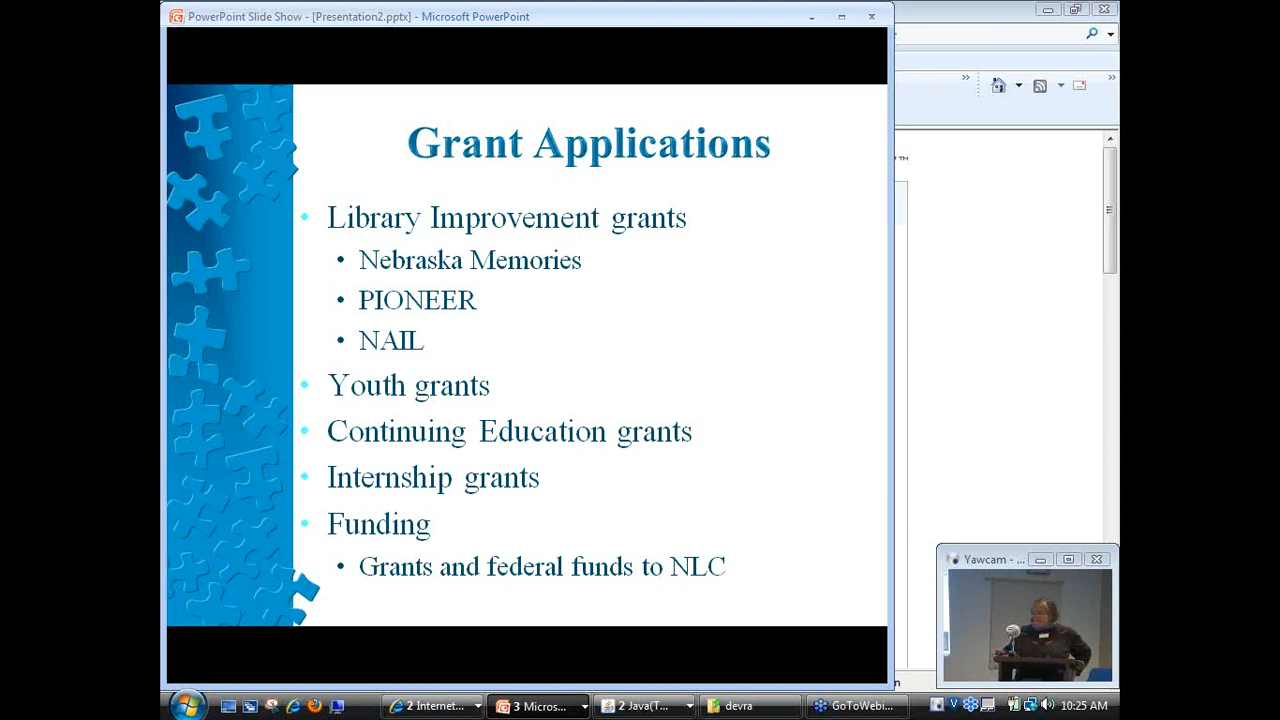 PowerPoint Slide Show - [Presentation2.pptx] - Microsoft PowerPoint
Grant Applications
• Library Improvement grants
• Nebraska Memories
• PIONEER
• NAIL
• Youth grants
• Continuing Education grants
• Internship grants
• Funding
• Grants and federal funds to NLC
Yawcam - ...
2 Internet...
3 Micros...
2 Java(T...
devra
GoToWebi...
10:25 AM